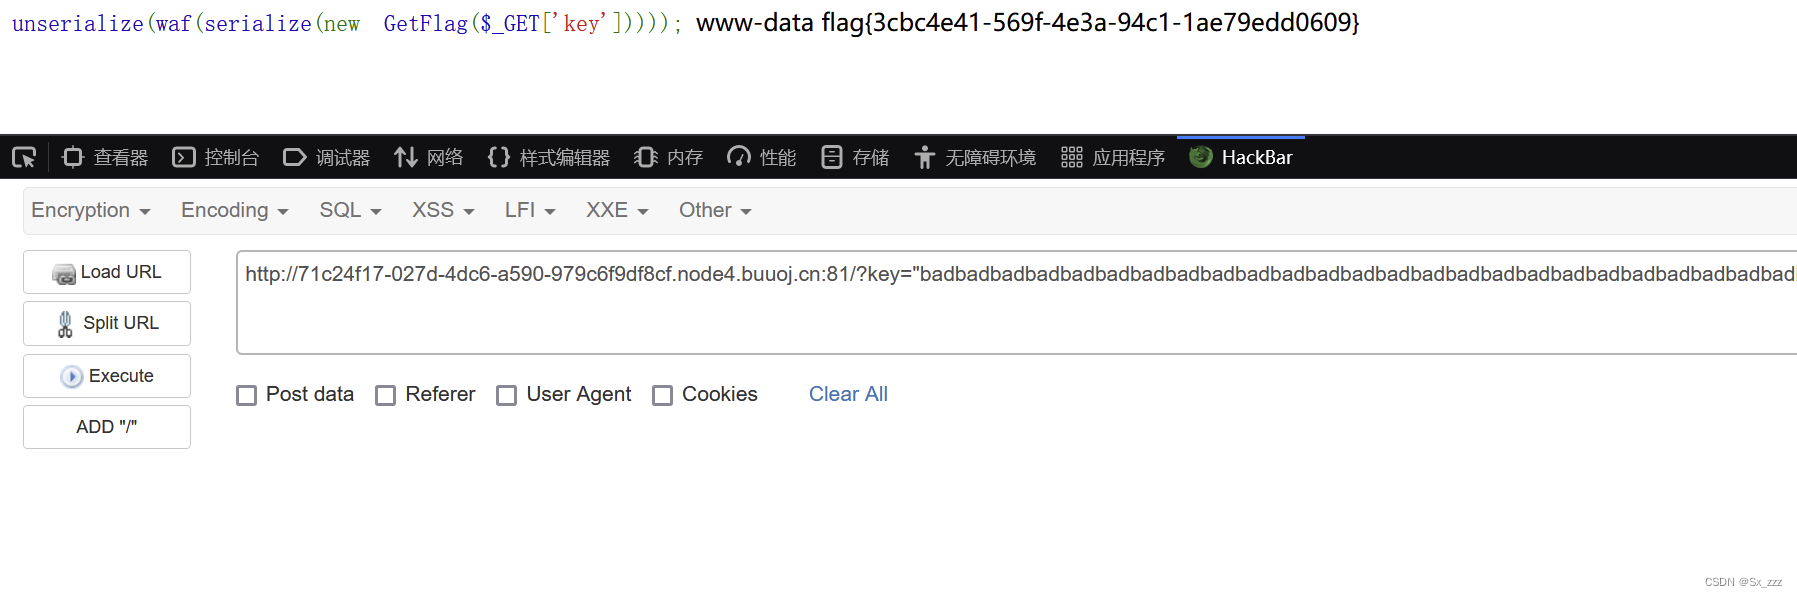 unserialize(waf(serialize(new  GetFlag($_GET['key'])))); www-data flag{3cbc4e41-569f-4e3a-94c1-1ae79edd0609}
查看器 控制台 调试器 网络 样式编辑器 内存 性能 存储 无障碍环境 应用程序 HackBar
Encryption Encoding SQL XSS LFI XXE Other
Load URL
http://71c24f17-027d-4dc6-a590-979c6f9df8cf.node4.buuoj.cn:81/?key="badbadbadbadbadbadbadbadbadbadbadbadbadbadbadbadbadbadbadbadbadbadbadbadbad
Split URL
Execute
Post data Referer User Agent Cookies Clear All
ADD "/"
CSDN @Sx_zzz